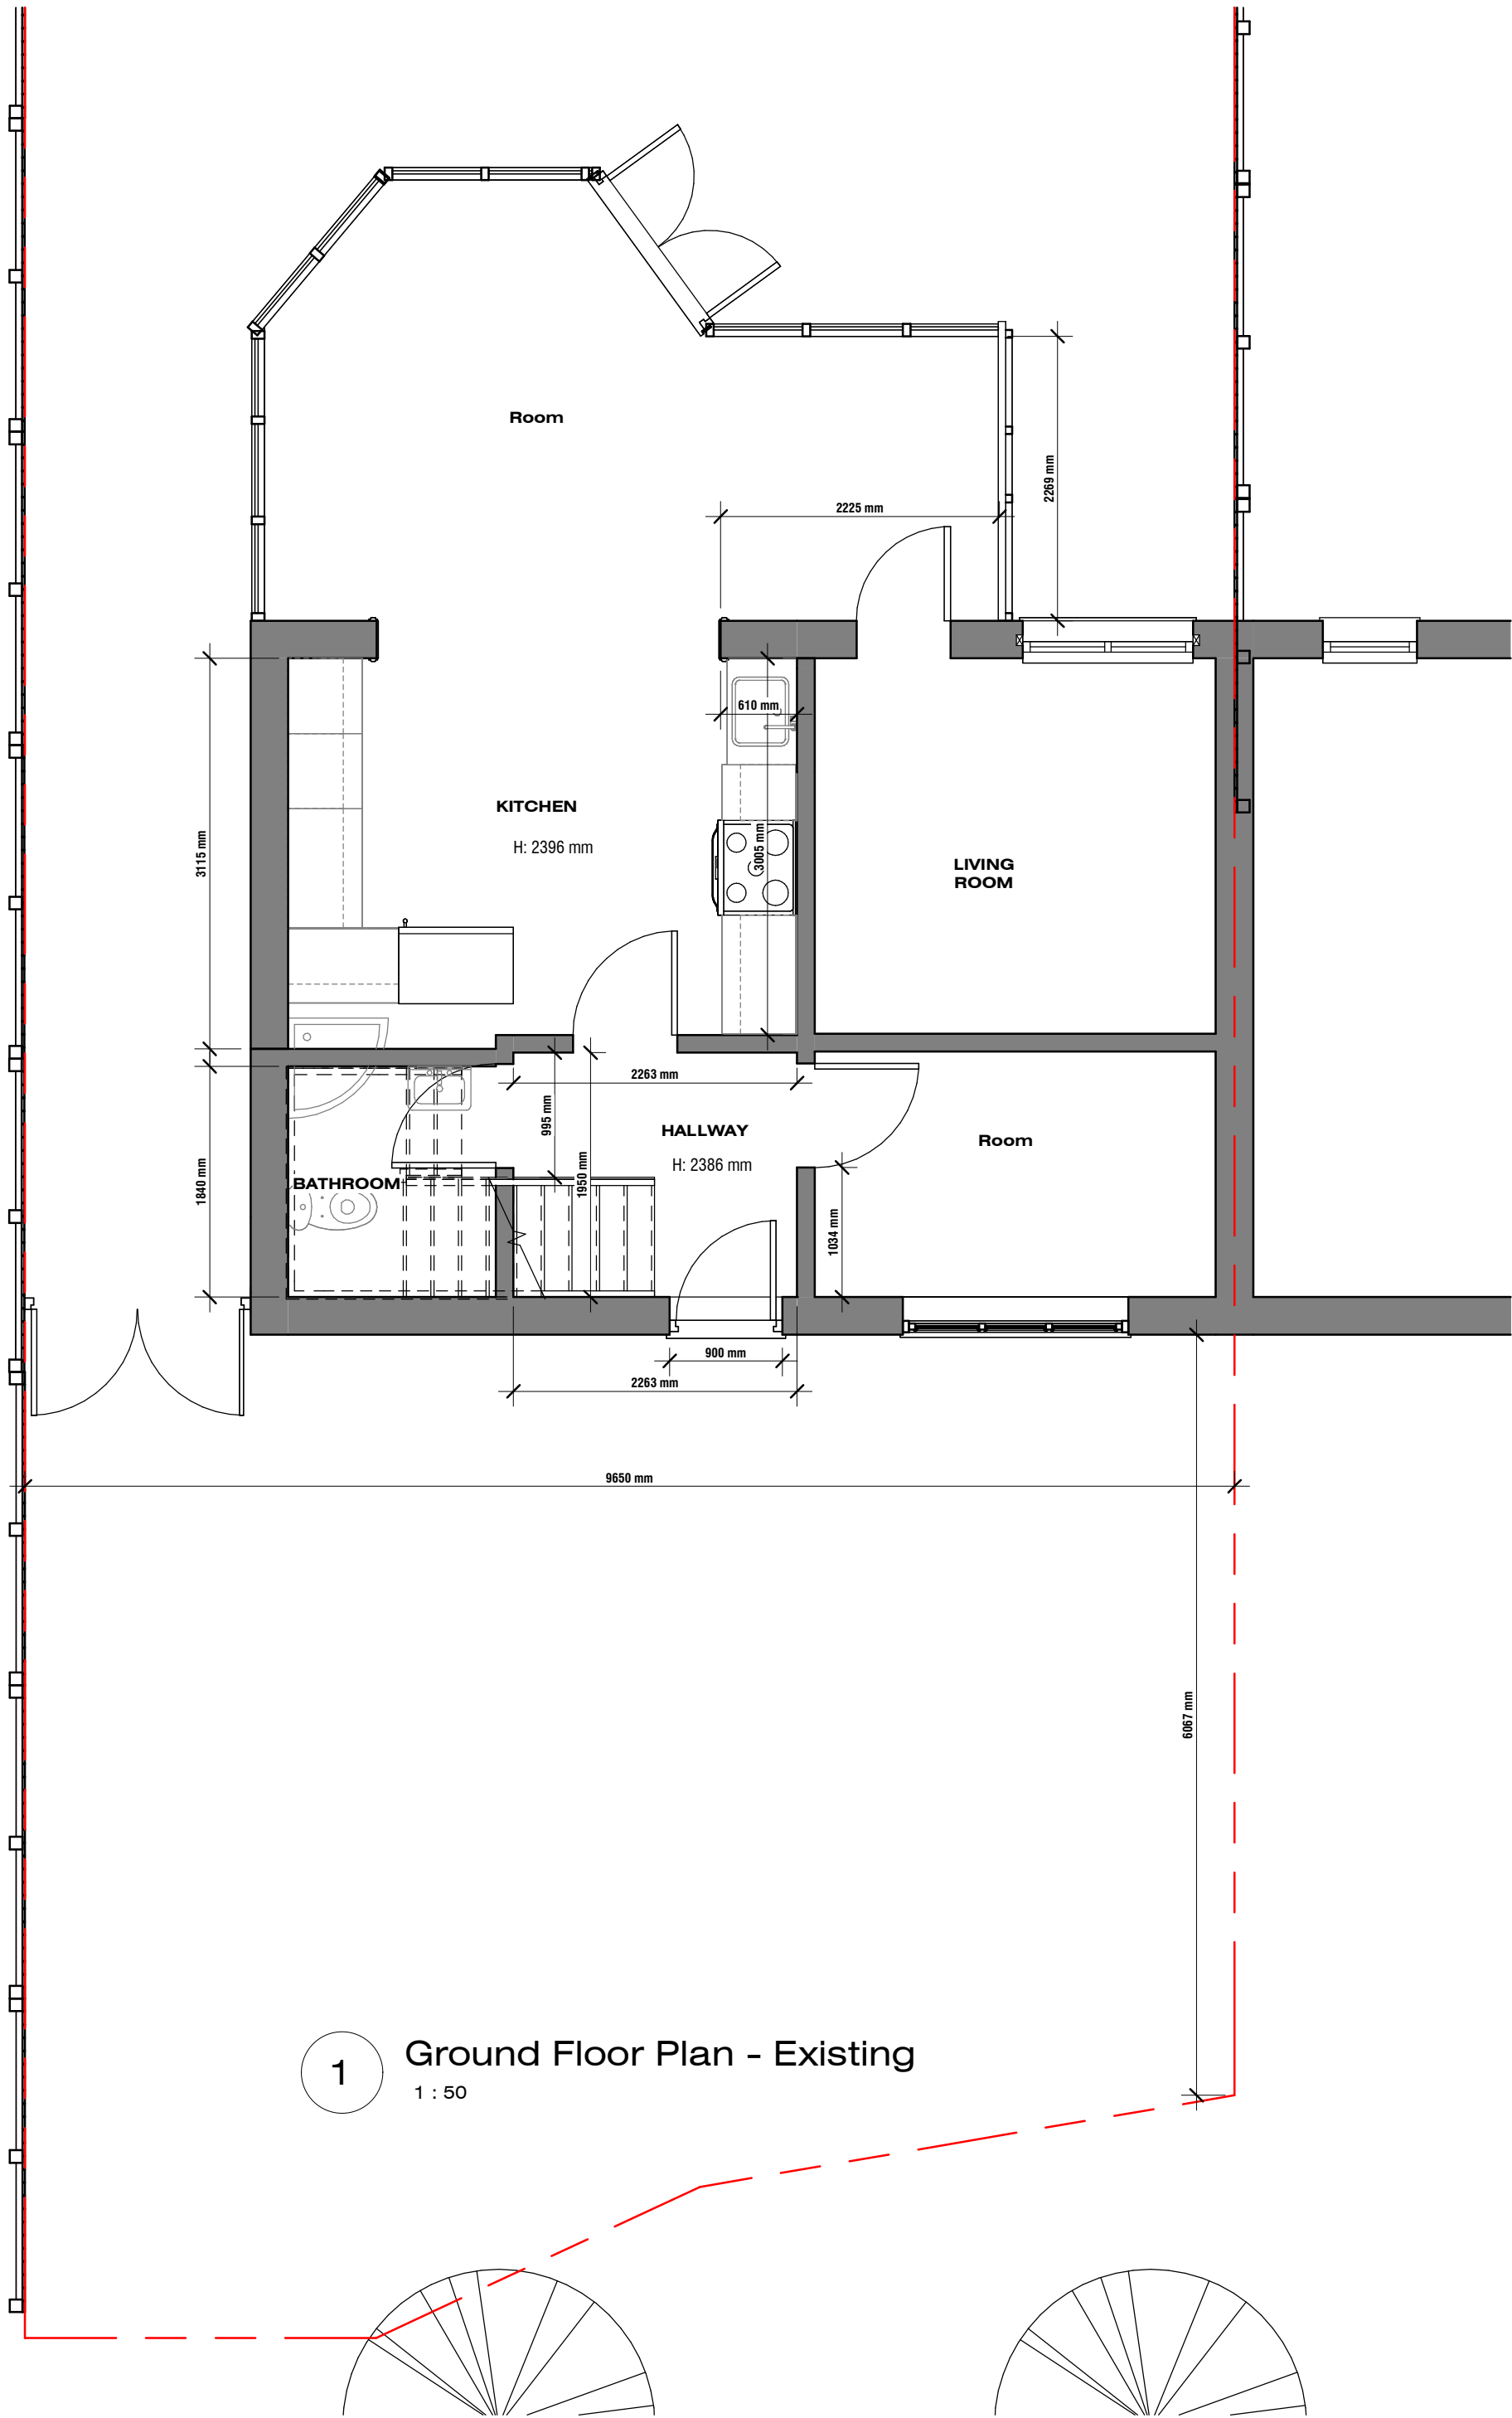 Room
2269 mm
2225 mm
610 mm
KITCHEN
H: 2396 mm
3005 mm
3115 mm
LIVING
ROOM
2263 mm
995 mm
HALLWAY
H: 2386 mm
Room
1950 mm
BATHROOM
1840 mm
1034 mm
900 mm
2263 mm
9650 mm
6067 mm
1
Ground Floor Plan - Existing
1 : 50